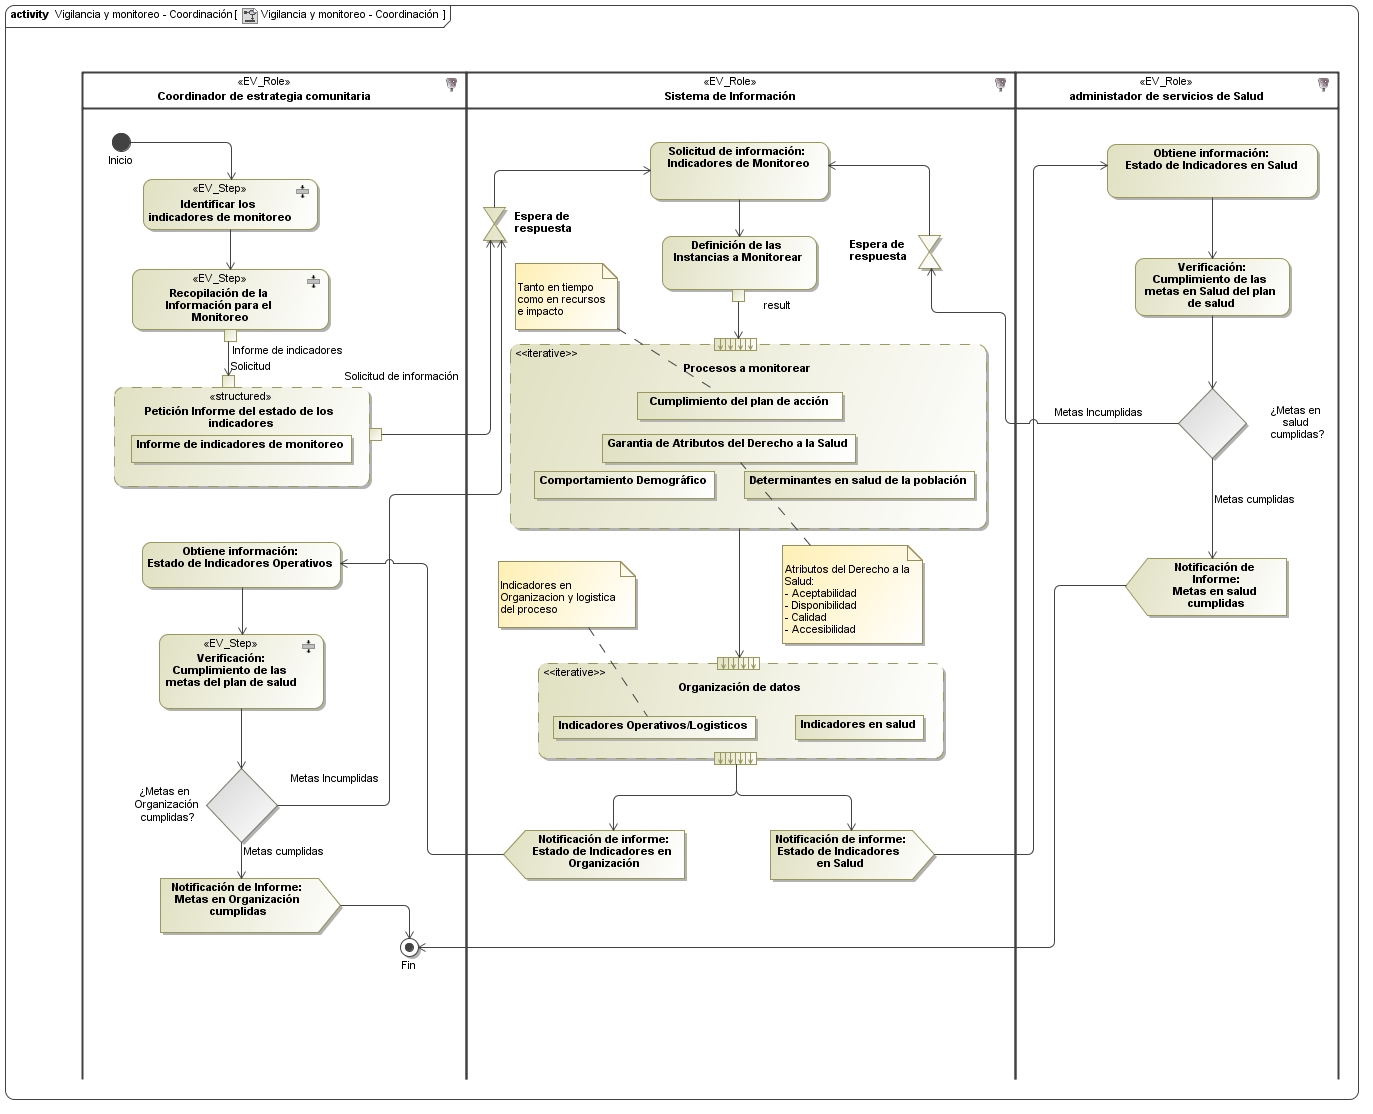 activity Vigilancia y monitoreo - Coordinación[ Vigilancia y monitoreo - Coordinación ]
«EV_Role»
Coordinador de estrategia comunitaria
«EV_Role»
Sistema de Información
«EV_Role»
administador de servicios de Salud
Inicio
«EV_Step»
Identificar los
indicadores de monitoreo
«EV_Step»
Recopilación de la
Información para el
Monitoreo
Informe de indicadores
Solicitud
Solicitud de información
«structured»
Petición Informe del estado de los
indicadores
Informe de indicadores de monitoreo
Obtiene información:
Estado de Indicadores Operativos
«EV_Step»
Verificación:
Cumplimiento de las
metas del plan de salud
¿Metas en
Organización
cumplidas?
Metas Incumplidas
Metas cumplidas
Notificación de Informe:
Metas en Organización
cumplidas
Fin
Solicitud de información:
Indicadores de Monitoreo
Espera de
respuesta
Definición de las
Instancias a Monitorear
Espera de
respuesta
result
Tanto en tiempo
como en recursos
e impacto
<<iterative>>
Procesos a monitorear
Cumplimiento del plan de acción
Garantia de Atributos del Derecho a la Salud
Comportamiento Demográfico
Determinantes en salud de la población
Indicadores en
Organizacion y logistica
del proceso
Atributos del Derecho a la
Salud:
- Aceptabilidad
- Disponibilidad
- Calidad
- Accesibilidad
<<iterative>>
Organización de datos
Indicadores Operativos/Logisticos
Indicadores en salud
Notificación de informe:
Estado de Indicadores en
Organización
Notificación de informe:
Estado de Indicadores
en Salud
Obtiene información:
Estado de Indicadores en Salud
Verificación:
Cumplimiento de las
metas en Salud del plan
de salud
Metas Incumplidas
¿Metas en
salud
cumplidas?
Metas cumplidas
Notificación de
Informe:
Metas en salud
cumplidas